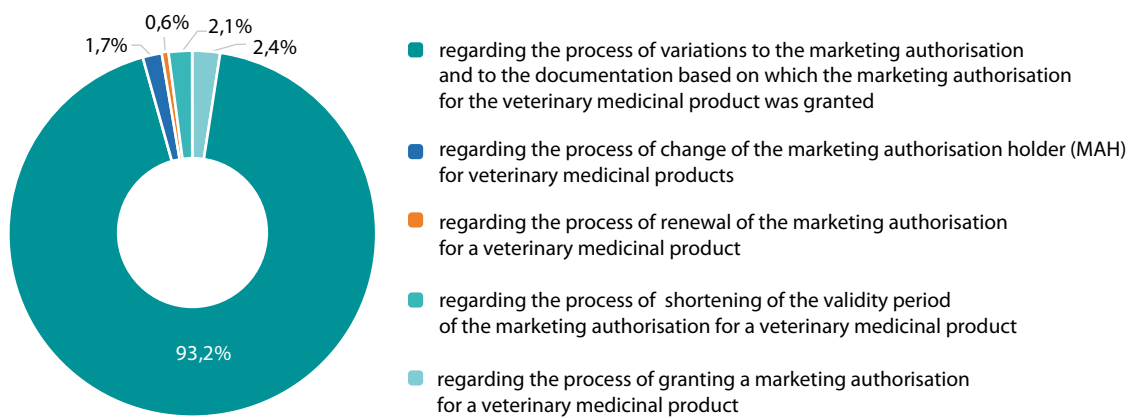 0,6%
2,1%
1,7%
2,4%
93,2%
regarding the process of variations to the marketing authorisation
and to the documentation based on which the marketing authorisation
for the veterinary medicinal product was granted
regarding the process of change of the marketing authorisation holder (MAH)
for veterinary medicinal products
regarding the process of renewal of the marketing authorisation
for a veterinary medicinal product
regarding the process of shortening of the validity period
of the marketing authorisation for a veterinary medicinal product
regarding the process of granting a marketing authorisation
for a veterinary medicinal product